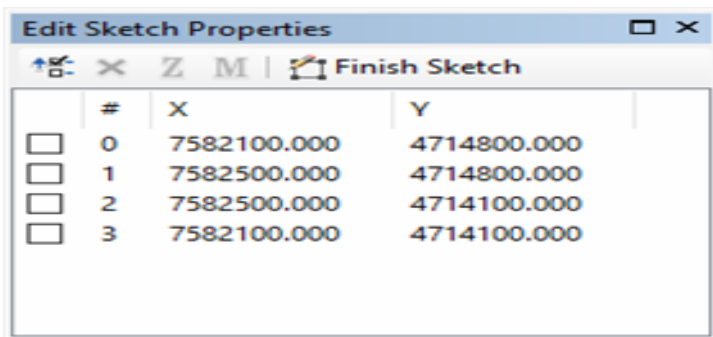 Edit Sketch Properties
Z M Finish Sketch
# X Y
0 7582100.000 4714800.000
1 7582500.000 4714800.000
2 7582500.000 4714100.000
3 7582100.000 4714100.000